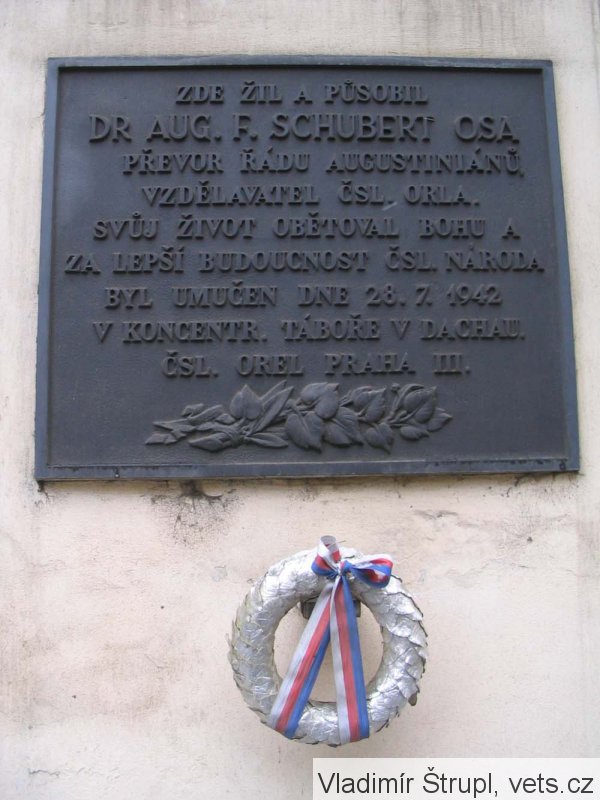 ZDE ŽIL A PŮSOBIL
DR AUG. F. SCHUBERT OSA
PŘEVOR ŘÁDU AUGUSTINIÁNŮ,
VZDĚLAVATEL ČSL. ORLA.
SVŮJ ŽIVOT OBĚTOVAL BOHU A
ZA LEPŠÍ BUDOUCNOST ČSL. NÁRODA
BYL UMUČEN DNE 28. 7. 1942
V KONCENTR. TÁBOŘE V DACHAU.
ČSL. OREL PRAHA III.
Vladimír Štrupl, vets.cz